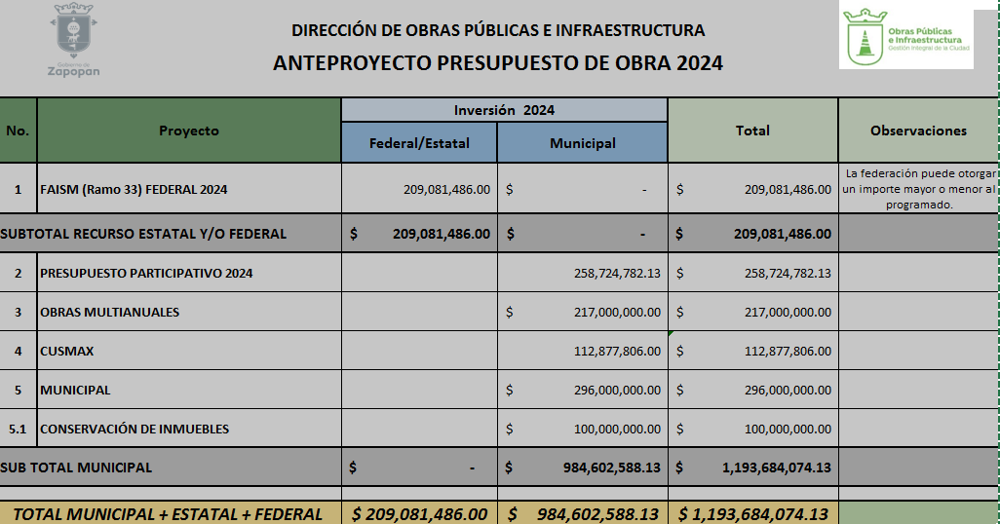 DIRECCIÓN DE OBRAS PÚBLICAS E INFRAESTRUCTURA
ANTEPROYECTO PRESUPUESTO DE OBRA 2024
Gobierno de
Zapopan
Obras Públicas
e Infraestructura
Gestión Integral de la Ciudad
No. Proyecto Inversión 2024 Total Observaciones
Federal/Estatal Municipal
1 FAISM (Ramo 33) FEDERAL 2024 209,081,486.00 $ - $ 209,081,486.00 La federación puede otorgar
un importe mayor o menor al
programado.
SUBTOTAL RECURSO ESTATAL Y/O FEDERAL $ 209,081,486.00 $ - $ 209,081,486.00
2 PRESUPUESTO PARTICIPATIVO 2024 258,724,782.13 $ 258,724,782.13
3 OBRAS MULTIANUALES $ 217,000,000.00 $ 217,000,000.00
4 CUSMAX 112,877,806.00 $ 112,877,806.00
5 MUNICIPAL $ 296,000,000.00 $ 296,000,000.00
5.1 CONSERVACIÓN DE INMUEBLES $ 100,000,000.00 $ 100,000,000.00
SUB TOTAL MUNICIPAL $ - $ 984,602,588.13 $ 1,193,684,074.13
TOTAL MUNICIPAL + ESTATAL + FEDERAL $ 209,081,486.00 $ 984,602,588.13 $ 1,193,684,074.13